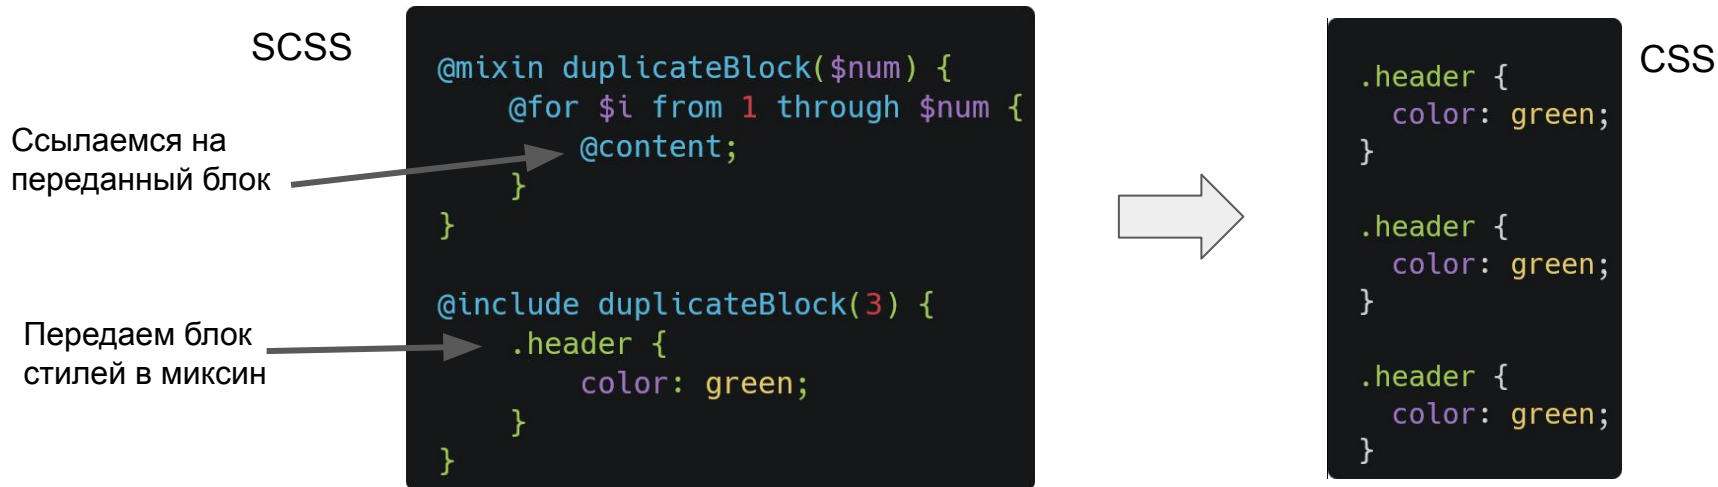 SCSS
@mixin duplicateBlock($num) {
    @for $i from 1 through $num {
        @content;
    }
}
@include duplicateBlock(3) {
    .header {
        color: green;
    }
}
Ссылаемся на
переданный блок
Передаем блок
стилей в миксин
CSS
.header {
  color: green;
}
.header {
  color: green;
}
.header {
  color: green;
}